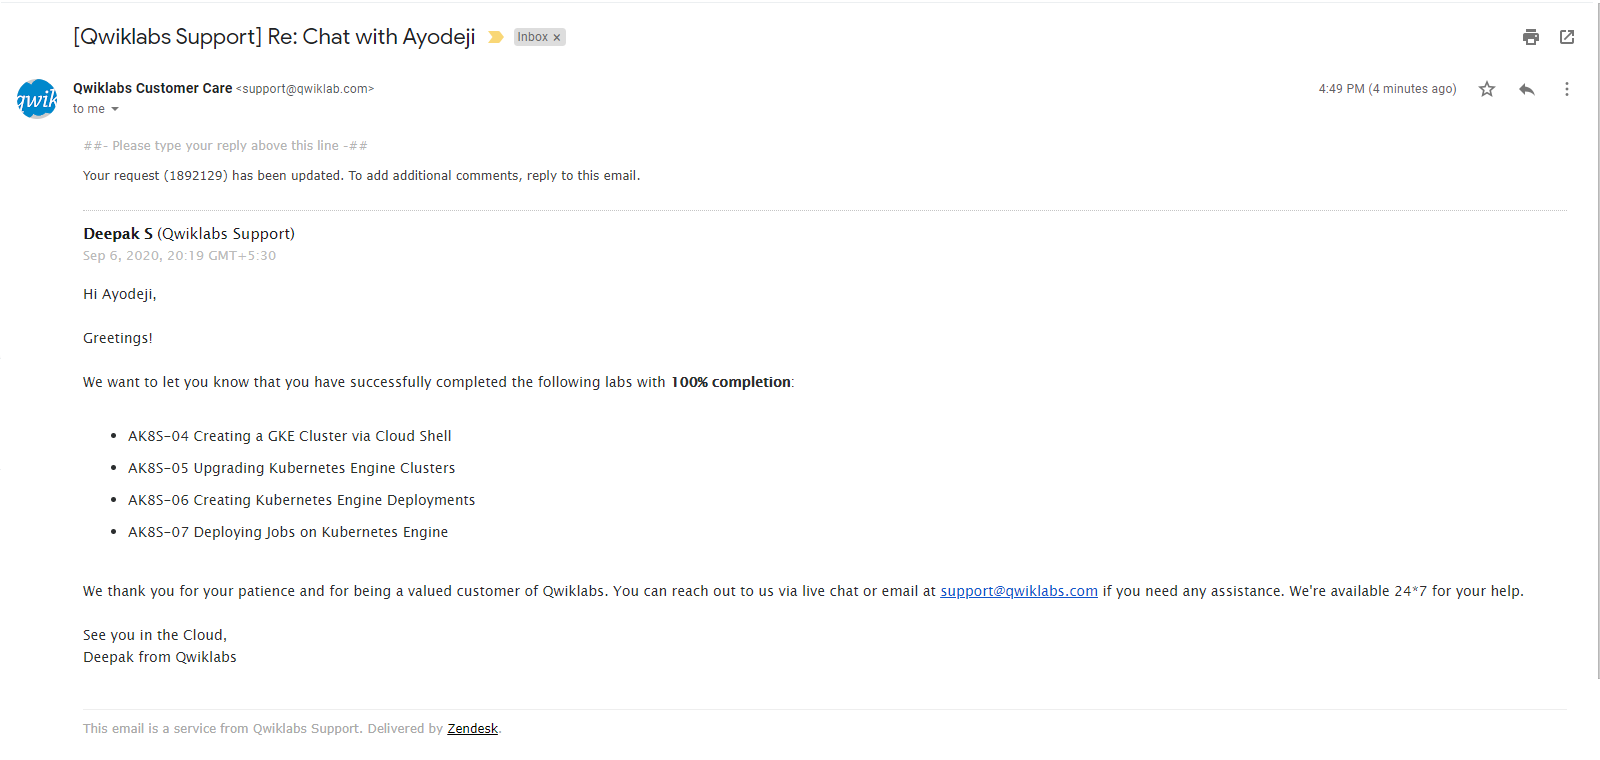 [Qwiklabs Support] Re: Chat with Ayodeji Inbox x
qwik
Qwiklabs Customer Care <support@qwiklab.com> 4:49 PM (4 minutes ago)
to me
##- Please type your reply above this line -##
Your request (1892129) has been updated. To add additional comments, reply to this email.
Deepak S (Qwiklabs Support)
Sep 6, 2020, 20:19 GMT+5:30
Hi Ayodeji,
Greetings!
We want to let you know that you have successfully completed the following labs with 100% completion:
• AK8S-04 Creating a GKE Cluster via Cloud Shell
• AK8S-05 Upgrading Kubernetes Engine Clusters
• AK8S-06 Creating Kubernetes Engine Deployments
• AK8S-07 Deploying Jobs on Kubernetes Engine
We thank you for your patience and for being a valued customer of Qwiklabs. You can reach out to us via live chat or email at support@qwiklabs.com if you need any assistance. We're available 24*7 for your help.
See you in the Cloud,
Deepak from Qwiklabs
This email is a service from Qwiklabs Support. Delivered by Zendesk.